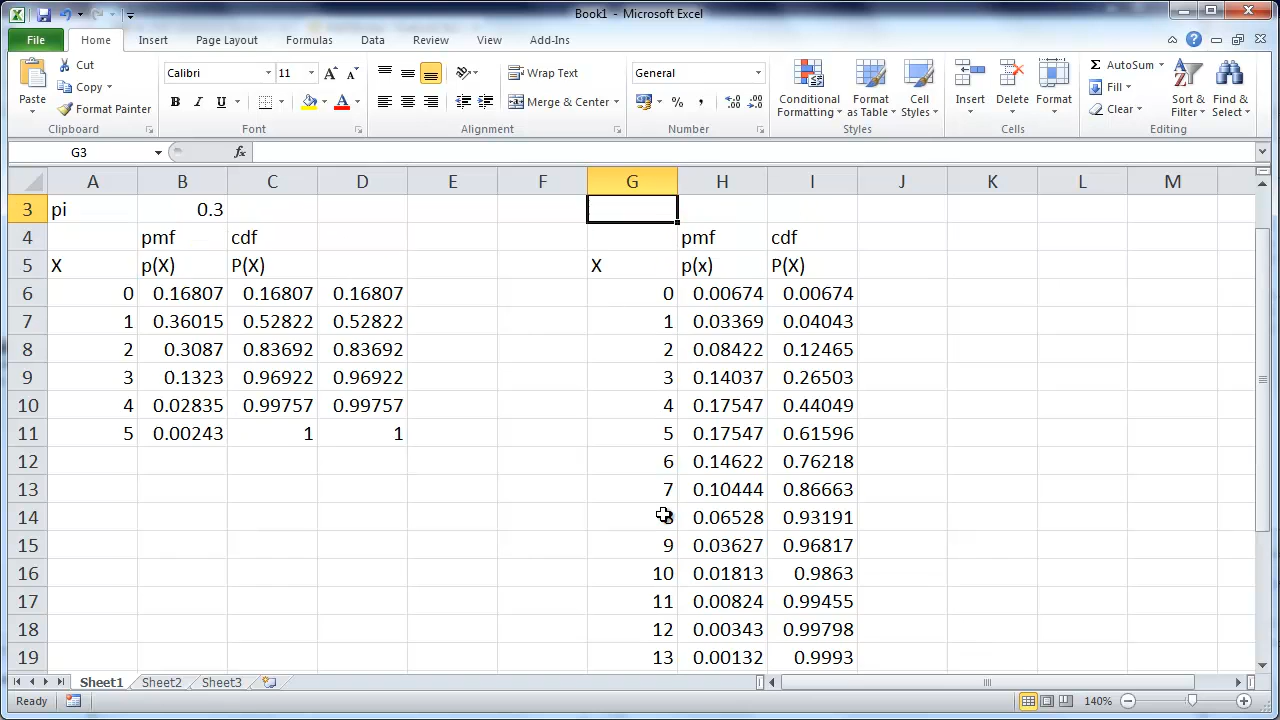 Book1 - Microsoft Excel
File Home Insert Page Layout Formulas Data Review View Add-Ins
Paste
Cut
Copy
Format Painter
Clipboard
Calibri 11
B I U
Font
Wrap Text
Merge & Center
Alignment
General
Number
Conditional Formatting
Format as Table
Cell Styles
Styles
Insert Delete Format
Cells
AutoSum
Fill
Clear
Sort & Filter
Find & Select
Editing
G3 fx
A B C D E F G H I J K L M
3 pi 0.3
4 pmf cdf pmf cdf
5 X p(X) P(X) X p(x) P(X)
6 0 0.16807 0.16807 0.16807 0 0.00674 0.00674
7 1 0.36015 0.52822 0.52822 1 0.03369 0.04043
8 2 0.3087 0.83692 0.83692 2 0.08422 0.12465
9 3 0.1323 0.96922 0.96922 3 0.14037 0.26503
10 4 0.02835 0.99757 0.99757 4 0.17547 0.44049
11 5 0.00243 1 1 5 0.17547 0.61596
12 6 0.14622 0.76218
13 7 0.10444 0.86663
14 0.06528 0.93191
15 9 0.03627 0.96817
16 10 0.01813 0.9863
17 11 0.00824 0.99455
18 12 0.00343 0.99798
19 13 0.00132 0.9993
Sheet1 Sheet2 Sheet3
Ready 140%